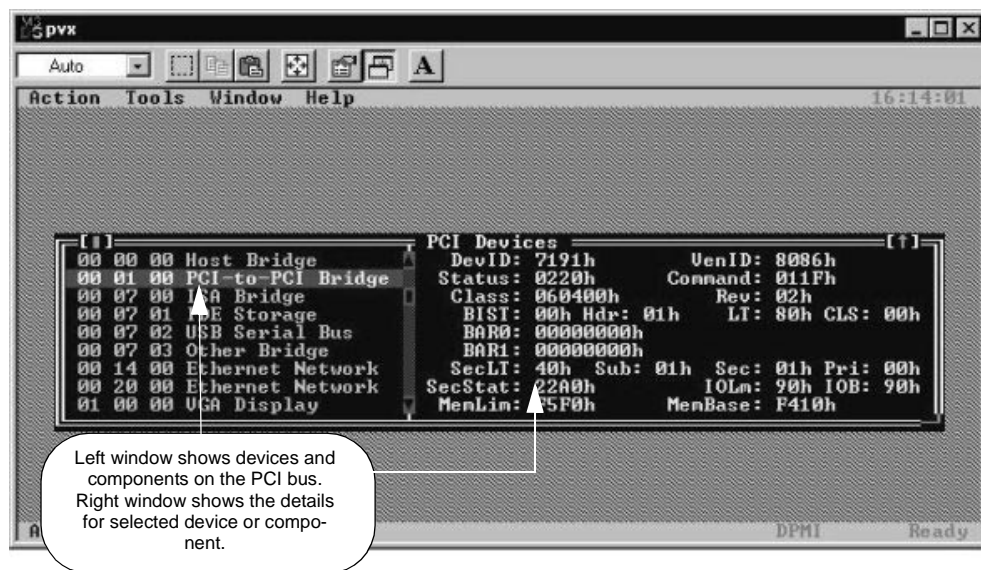 pvx
Auto
A
Action Tools Window Help 16:14:01
PCI Devices
00 00 00 Host Bridge
00 01 00 PCI-to-PCI Bridge
00 07 00 Bridge
00 07 01 Storage
00 07 02 USB Serial Bus
00 07 03 Other Bridge
00 14 00 Ethernet Network
00 20 00 Ethernet Network
01 00 00 VGA Display
DevID: 7191h VenID: 8086h
Status: 0220h Command: 011Fh
Class: 060400h Rev: 02h
BIST: 00h Hdr: 01h LT: 80h CLS: 00h
BAR0: 00000000h
BAR1: 00000000h
SecLT: 40h Sub: 01h Sec: 01h Pri: 00h
SecStat: 22A0h IOLm: 90h IOB: 90h
MemLim: F5F0h MemBase: F410h
Left window shows devices and
components on the PCI bus.
Right window shows the details
for selected device or compo-
nent.
DPMI Ready